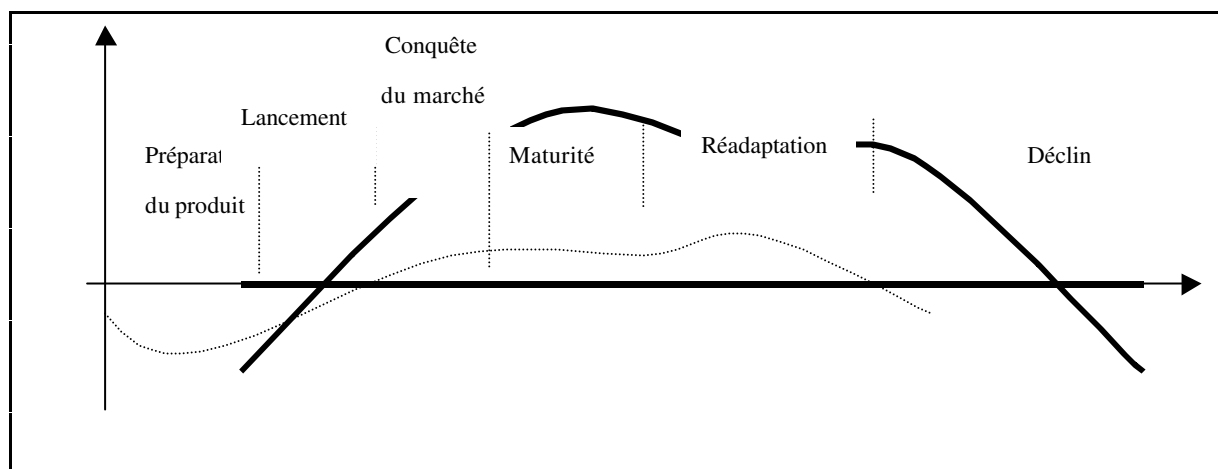 Préparat
du produit
Lancement
Conquête
du marché
Maturité
Réadaptation
Déclin